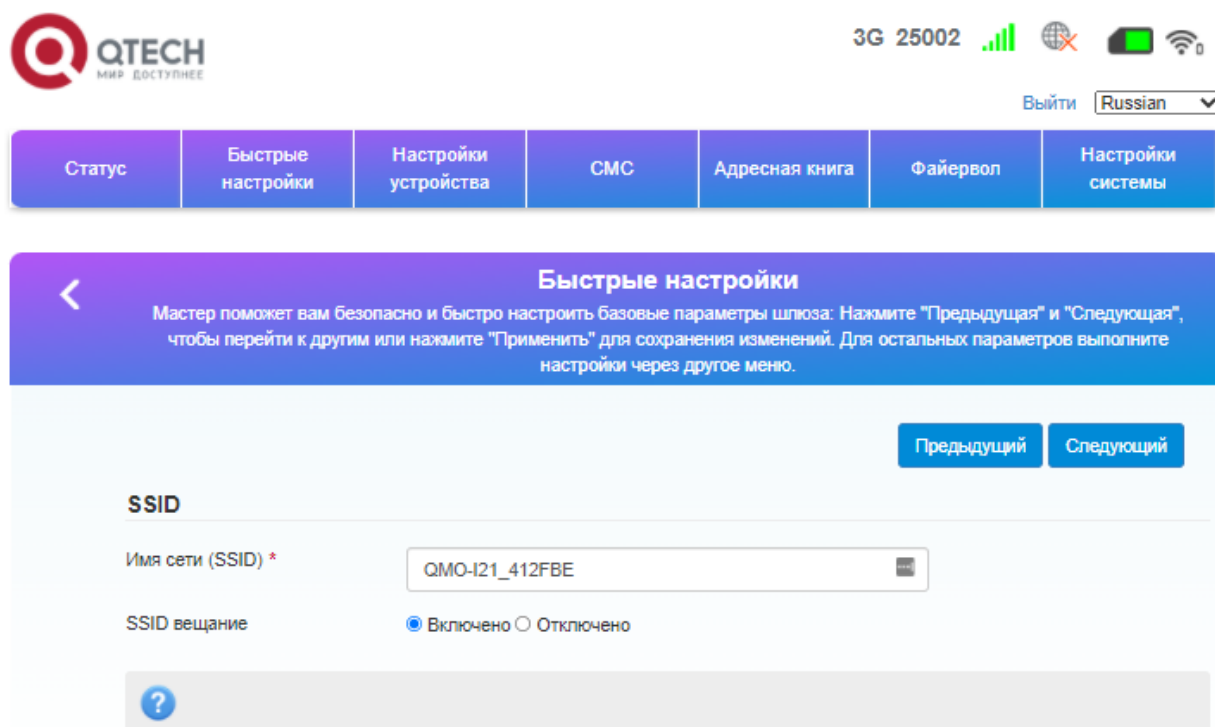 QTECH
МИР ДОСТУПНЕЕ
3G 25002
Выйти Russian
Статус
Быстрые настройки
Настройки устройства
СМС
Адресная книга
Файервол
Настройки системы
Быстрые настройки
Мастер поможет вам безопасно и быстро настроить базовые параметры шлюза: Нажмите "Предыдущая" и "Следующая",
чтобы перейти к другим или нажмите "Применить" для сохранения изменений. Для остальных параметров выполните
настройки через другое меню.
Предыдущий Следующий
SSID
Имя сети (SSID) * QMO-I21_412FBE
SSID вещание Включено Отключено
?